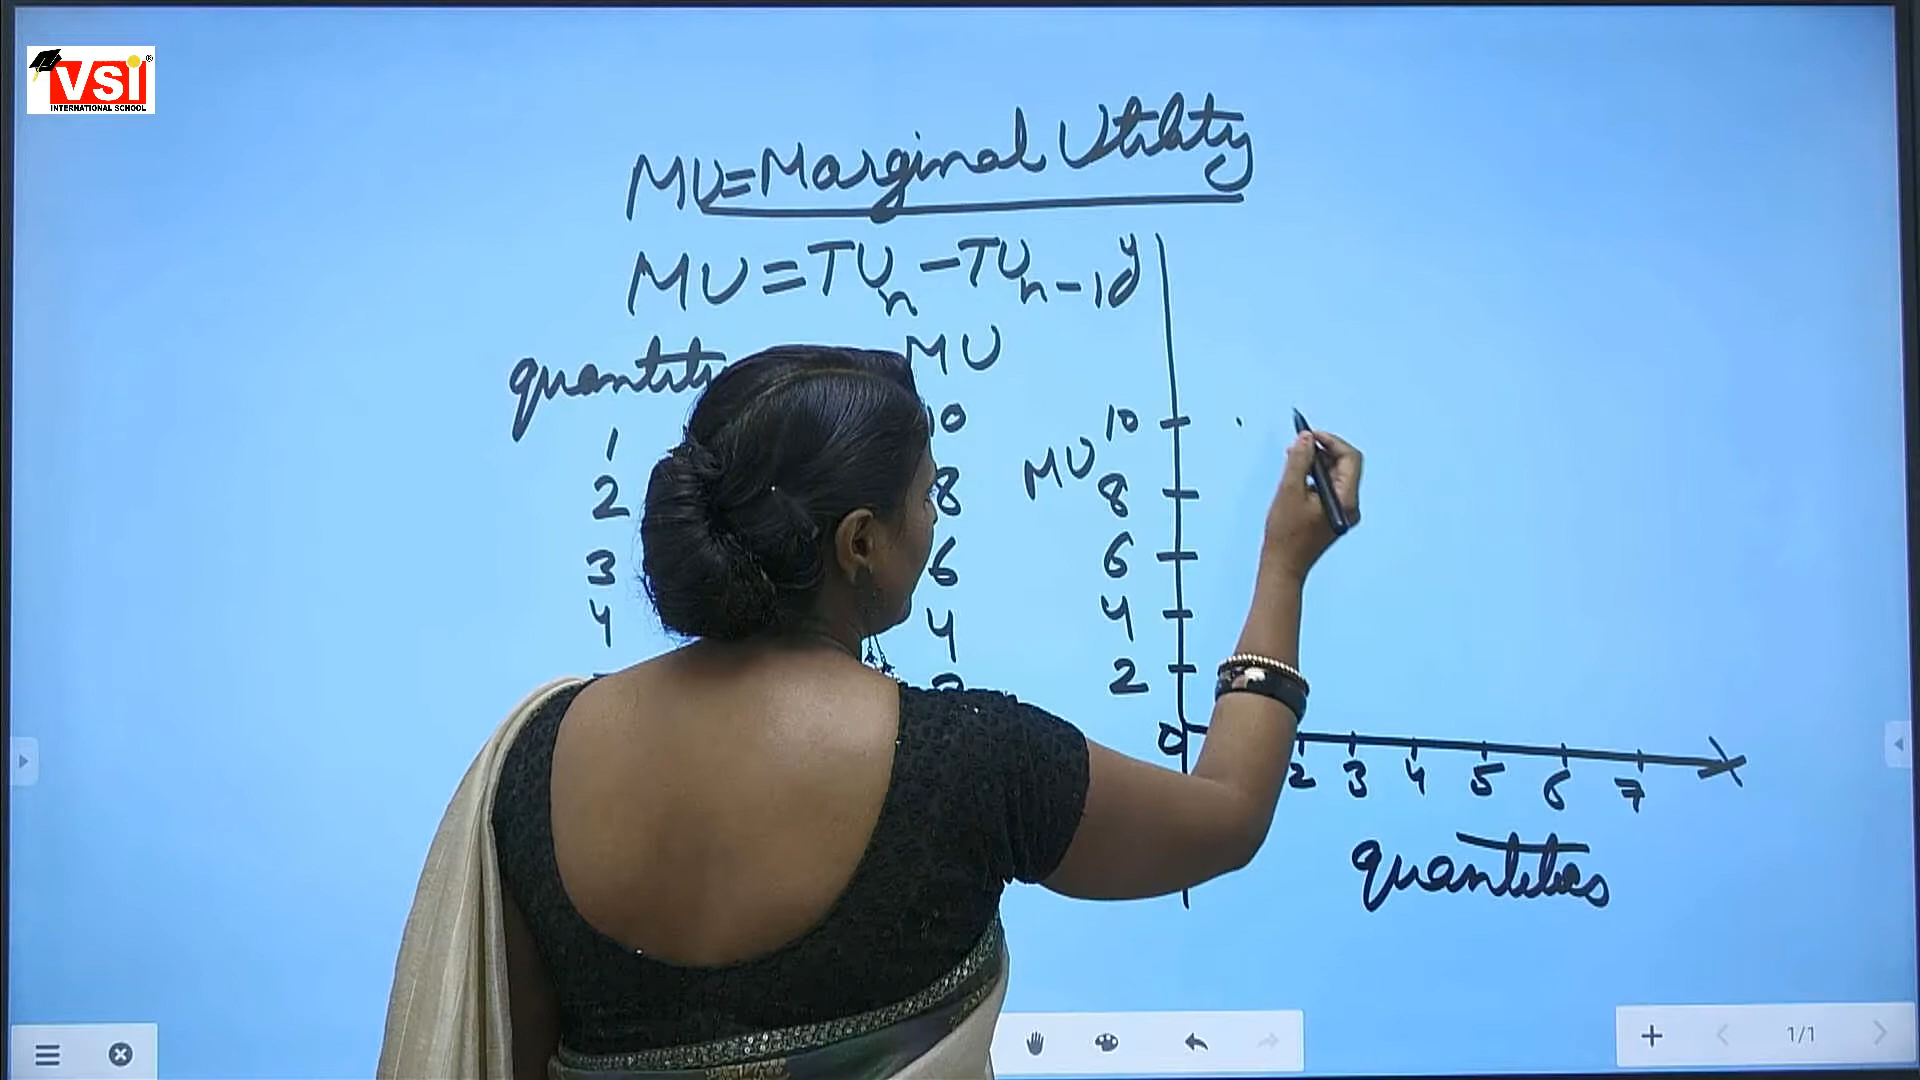 VSI
INTERNATIONAL SCHOOL
MU=Marginal Utility
MU = TUn - TUn-1
y
MU
1 10
2 8
3 6
4 4
MU
10
8
6
4
2
0
2 3 4 5 6 7
X
quantities
1/1